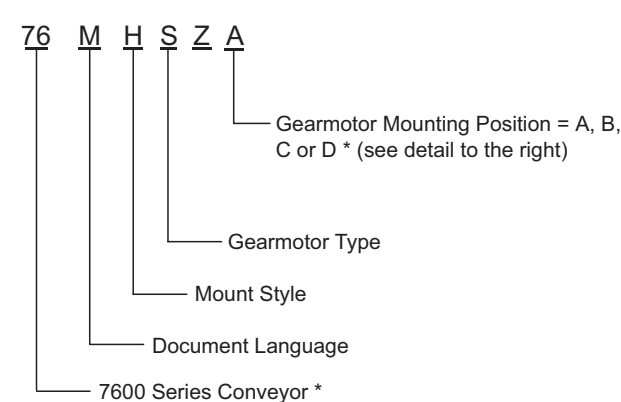 76 M H S Z A
Gearmotor Mounting Position = A, B,
C or D * (see detail to the right)
Gearmotor Type
Mount Style
Document Language
7600 Series Conveyor *